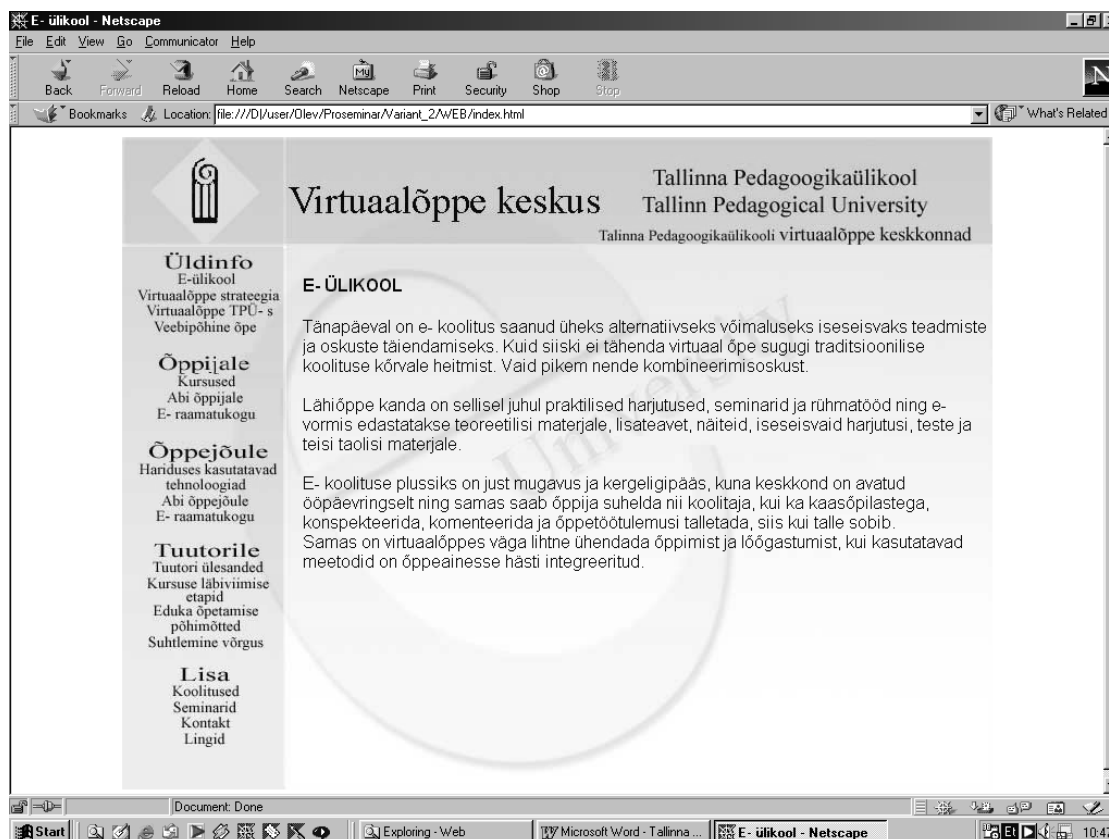 E- ülikool - Netscape
File Edit View Go Communicator Help
Back Forward Reload Home Search Netscape Print Security Shop Stop
Bookmarks Location: file:///D|/user/Olev/Proseminar/Variant_2/WEB/index.html What's Related
Virtuaalõppe keskus
Tallinna Pedagoogikaülikool
Tallinn Pedagogical University
Talinna Pedagoogikaülikooli virtuaalõppe keskkonnad
Üldinfo
E-ülikool
Virtuaalõppe strateegia
Virtuaalõppe TPÜ- s
Veebipõhine õpe
Õppijale
Kursused
Abi õppijale
E- raamatukogu
Õppejõule
Hariduses kasutatavad
tehnoloogiad
Abi õppejõule
E- raamatukogu
Tuutorile
Tuutori ülesanded
Kursuse läbiviimise
etapid
Eduka õpetamise
põhimõtted
Suhtlemine võrgus
Lisa
Koolitused
Seminarid
Kontakt
Lingid
E- ÜLIKOOL
Tänapäeval on e- koolitus saanud üheks alternatiivseks võimaluseks iseseisvaks teadmiste
ja oskuste täiendamiseks. Kuid siiski ei tähenda virtuaal õpe sugugi traditsioonilise
koolituse kõrvale heitmist. Vaid pikem nende kombineerimisoskust.
Lähiõppe kanda on sellisel juhul praktilised harjutused, seminarid ja rühmatööd ning e-
vormis edastatakse teoreetilisi materjale, lisateavet, näiteid, iseseisvaid harjutusi, teste ja
teisi taolisi materjale.
E- koolituse plussiks on just mugavus ja kergeligipääs, kuna keskkond on avatud
ööpäevringselt ning samas saab õppija suhelda nii koolitaja, kui ka kaasõpilastega,
konspekteerida, komenteerida ja õppetöötulemusi talletada, siis kui talle sobib.
Samas on virtuaalõppes väga lihtne ühendada õppimist ja lõõgastumist, kui kasutatavad
meetodid on õppeainesse hästi integreeritud.
University
Document: Done
Start Exploring - Web Microsoft Word - Tallinna ... E- ülikool - Netscape Et